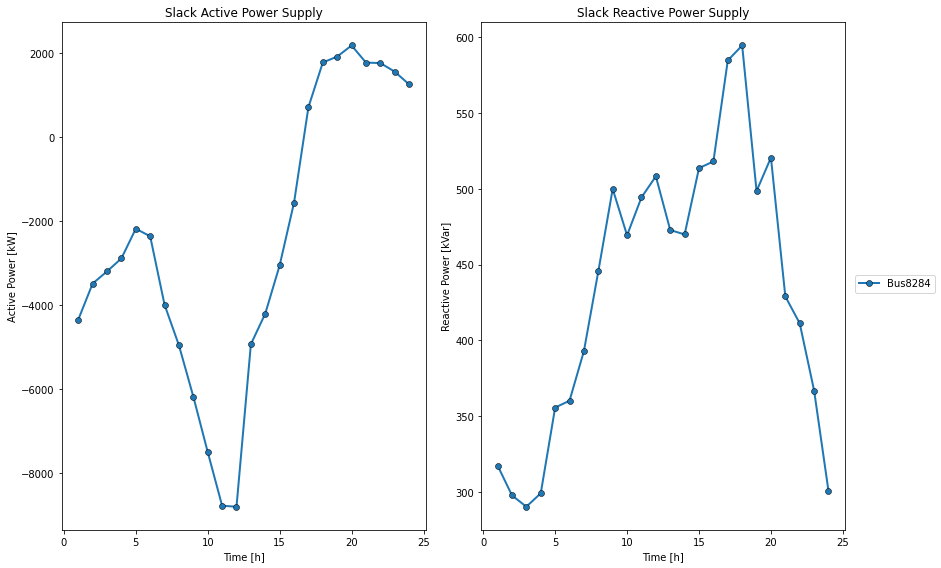 Slack Active Power Supply
Active Power [kW]
2000
0
−2000
−4000
−6000
−8000
0 5 10 15 20 25
Time [h]
Slack Reactive Power Supply
Reactive Power [kVar]
600
550
500
450
400
350
300
0 5 10 15 20 25
Time [h]
Bus8284